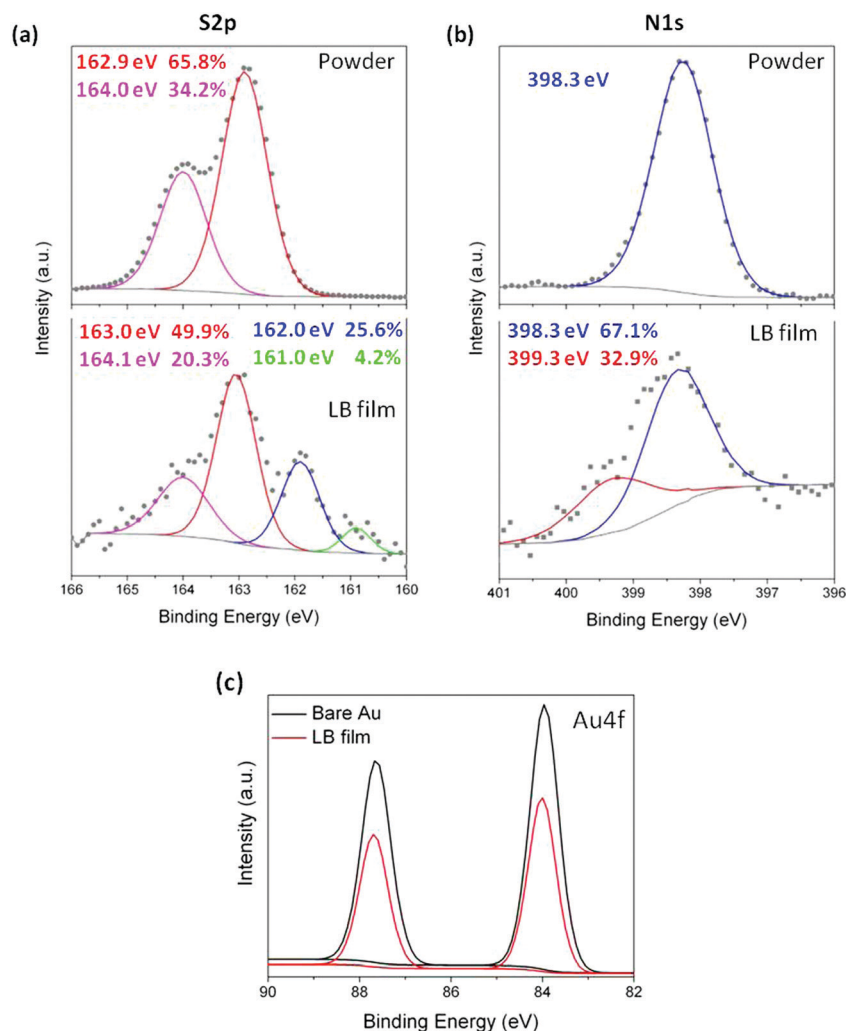 S2p
N1s
(a)
162.9 eV 65.8%
164.0 eV 34.2%
Powder
(b)
398.3 eV
Powder
Intensity (a.u.)
163.0 eV 49.9% 162.0 eV 25.6%
164.1 eV 20.3% 161.0 eV 4.2%
LB film
166 165 164 163 162 161 160
Binding Energy (eV)
Intensity (a.u.)
398.3 eV 67.1%
399.3 eV 32.9%
LB film
401 400 399 398 397 396
Binding Energy (eV)
(c)
Bare Au
LB film
Au4f
Intensity (a.u.)
90 88 86 84 82
Binding Energy (eV)